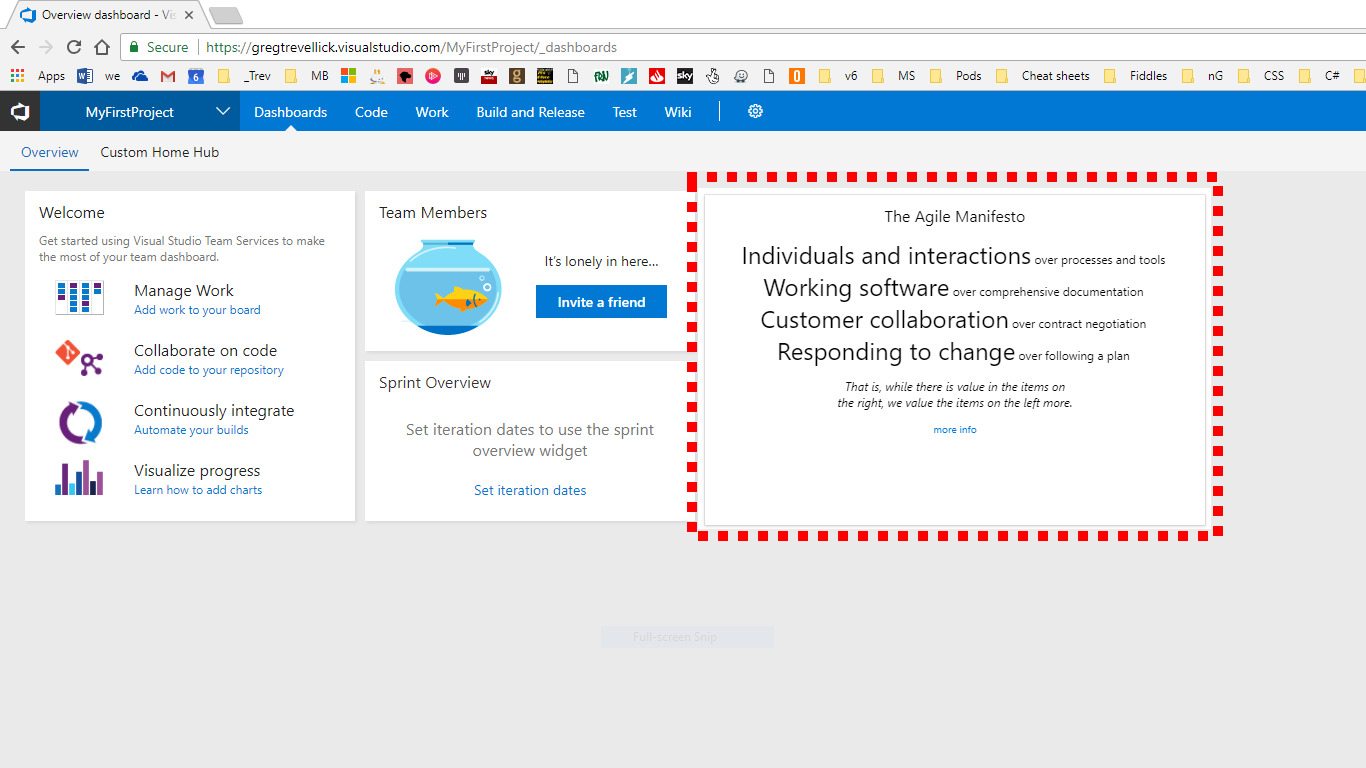 Overview dashboard - Vis
Secure https://gregtrevellick.visualstudio.com/MyFirstProject/_dashboards
Apps we 6 _Trev MB sky news g sky 0 v6 MS Pods Cheat sheets Fiddles nG CSS C#
MyFirstProject Dashboards Code Work Build and Release Test Wiki
Overview Custom Home Hub
Welcome
Get started using Visual Studio Team Services to make
the most of your team dashboard.
Manage Work
Add work to your board
Collaborate on code
Add code to your repository
Continuously integrate
Automate your builds
Visualize progress
Learn how to add charts
Team Members
It's lonely in here...
Invite a friend
Sprint Overview
Set iteration dates to use the sprint
overview widget
Set iteration dates
The Agile Manifesto
Individuals and interactions over processes and tools
Working software over comprehensive documentation
Customer collaboration over contract negotiation
Responding to change over following a plan
That is, while there is value in the items on
the right, we value the items on the left more.
more info
Full-screen Snip